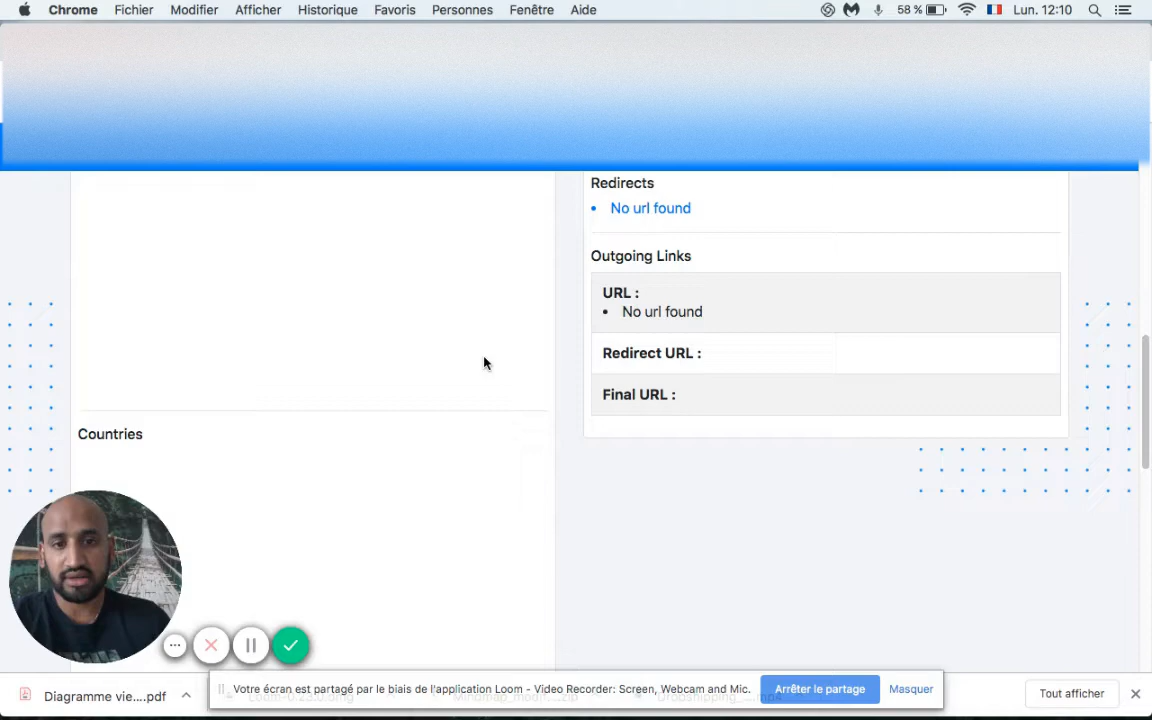 Chrome Fichier Modifier Afficher Historique Favoris Personnes Fenêtre Aide 58 % Lun. 12:10
Redirects
• No url found
Outgoing Links
URL :
• No url found
Redirect URL :
Final URL :
Countries
Diagramme vie....pdf
Votre écran est partagé par le biais de l'application Loom - Video Recorder: Screen, Webcam and Mic.
Arrêter le partage
Masquer
Tout afficher